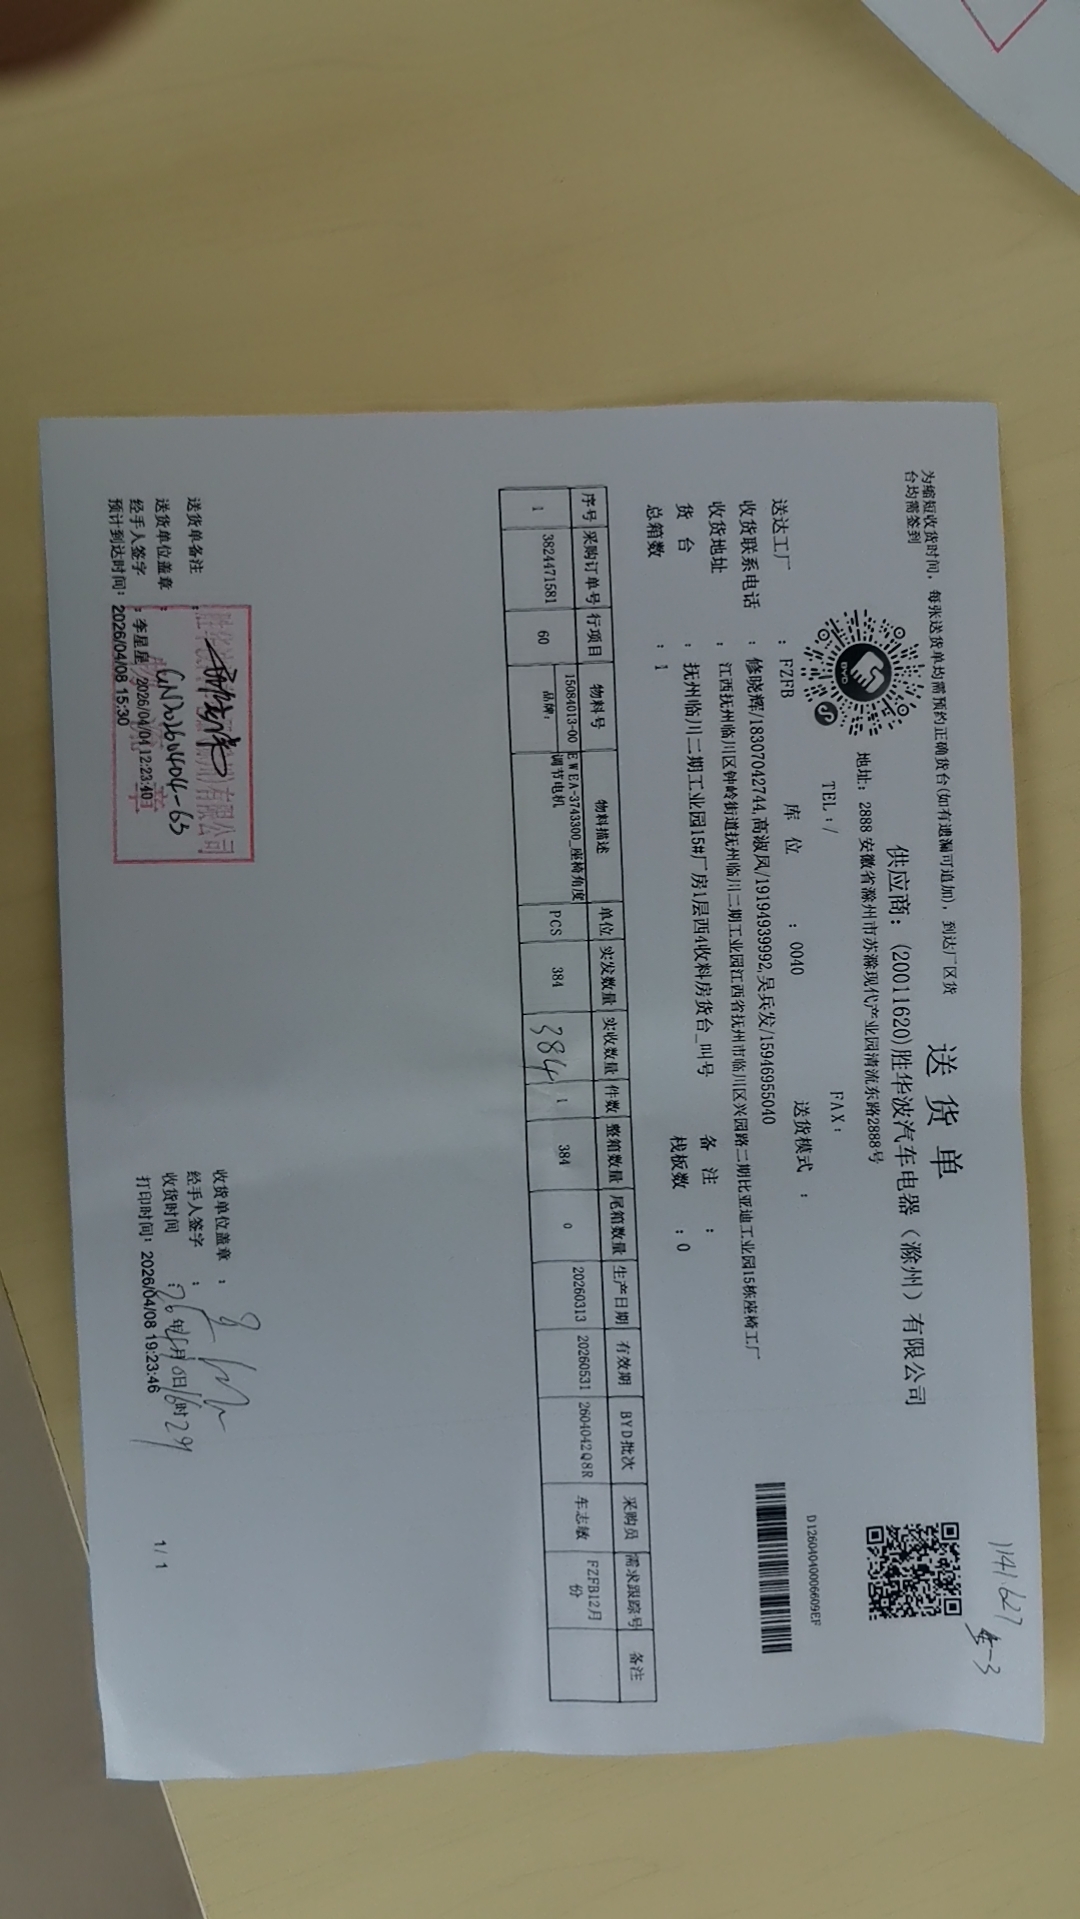 为缩短收货时间，每张送货单均需预约正确货台(如有遗漏可追加)，到达厂区货
台均需签到
送 货 单
1141.627
供应商：(20011620)胜华波汽车电器（滁州）有限公司
地址：2888 安徽省滁州市苏滁现代产业园清流东路2888号
TEL:/ FAX:
BYD
D12604040006609EF
送达工厂 : FZFB 库 位 : 0040 送货模式 :
收货联系电话 : 修晓辉/18307042744,高淑凤/19194939992,吴兵发/15946955040
收货地址 : 江西抚州临川区钟岭街道抚州临川二期工业园江西省抚州市临川区兴园路二期比亚迪工业园15栋座椅工厂
货 台 : 抚州临川二期工业园15#厂房1层西4收料房货台_叫号 备 注 :
总箱数 : 1 栈板数 : 0
序号 采购订单号 行项目 物料号 物料描述 单位 实发数量 实收数量 件数 整箱数量 尾箱数量 生产日期 有效期 BYD批次 采购员 需求跟踪号 备注
1 3824471581 60 15084013-00 EWEA-3743300_座椅角度 PCS 384 384 1 384 0 20260313 20260531 2604042Q8R 车志敏 FZFB12月
品牌: 调节电机 份
送货单备注 :
送货单位盖章 : GN20260404-63
经手人签字 : 李星星 2026/04/04 12:23:40
预计到达时间: 2026/04/08 15:30
收货单位盖章 :
经手人签字 :
收货时间 :
打印时间: 2026/04/08 19:23:46
有限公司
1/1